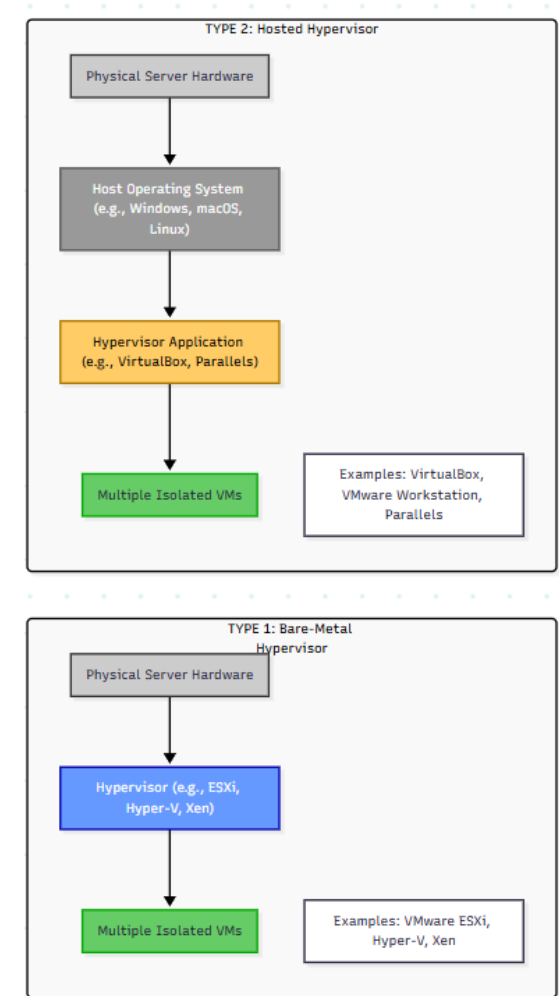 TYPE 2: Hosted Hypervisor
Physical Server Hardware
Host Operating System
(e.g., Windows, macOS,
Linux)
Hypervisor Application
(e.g., VirtualBox, Parallels)
Multiple Isolated VMs
Examples: VirtualBox,
VMware Workstation,
Parallels
TYPE 1: Bare-Metal
Hypervisor
Physical Server Hardware
Hypervisor (e.g., ESXi,
Hyper-V, Xen)
Multiple Isolated VMs
Examples: VMware ESXi,
Hyper-V, Xen